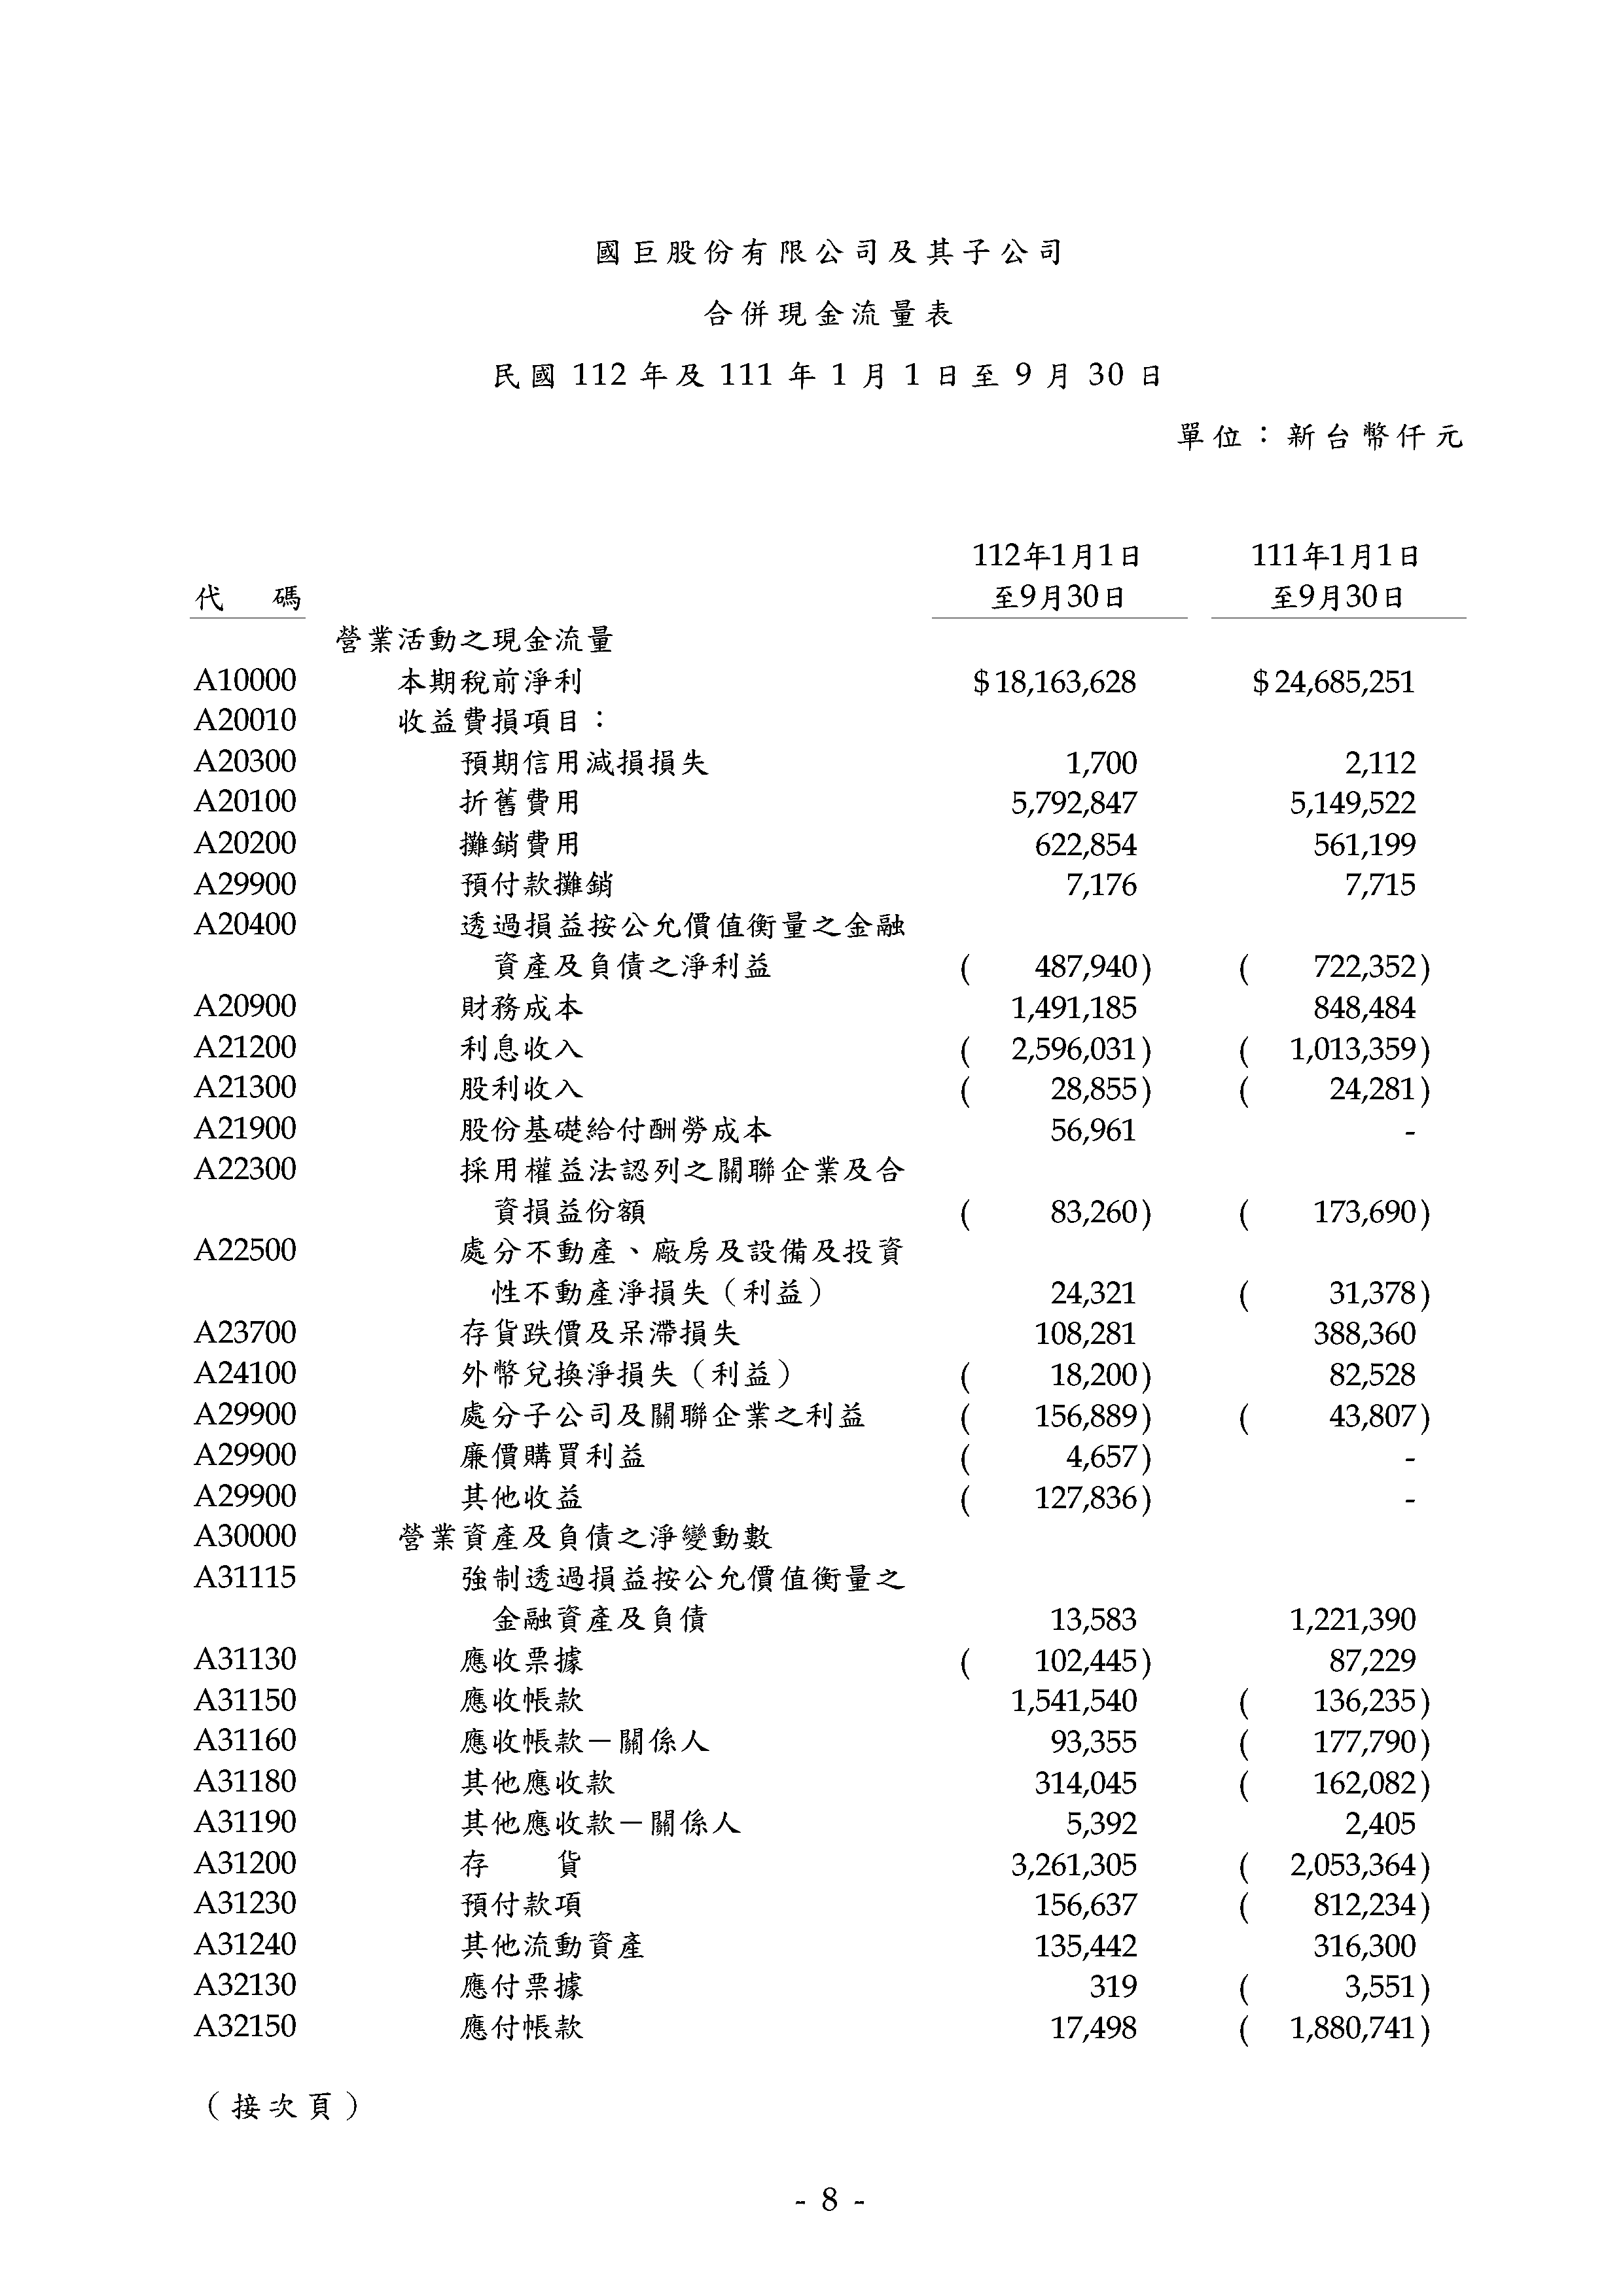 國巨股份有限公司及其子公司
合併現金流量表
民國 112 年及 111 年 1 月 1 日至 9 月 30 日
單位：新台幣仟元
112年1月1日 111年1月1日
代 碼 至9月30日 至9月30日
營業活動之現金流量
A10000 本期稅前淨利 $18,163,628 $24,685,251
A20010 收益費損項目：
A20300 預期信用減損損失 1,700 2,112
A20100 折舊費用 5,792,847 5,149,522
A20200 攤銷費用 622,854 561,199
A29900 預付款攤銷 7,176 7,715
A20400 透過損益按公允價值衡量之金融
資產及負債之淨利益 ( 487,940) ( 722,352)
A20900 財務成本 1,491,185 848,484
A21200 利息收入 ( 2,596,031) ( 1,013,359)
A21300 股利收入 ( 28,855) ( 24,281)
A21900 股份基礎給付酬勞成本 56,961 -
A22300 採用權益法認列之關聯企業及合
資損益份額 ( 83,260) ( 173,690)
A22500 處分不動產、廠房及設備及投資
性不動產淨損失（利益） 24,321 ( 31,378)
A23700 存貨跌價及呆滯損失 108,281 388,360
A24100 外幣兌換淨損失（利益） ( 18,200) 82,528
A29900 處分子公司及關聯企業之利益 ( 156,889) ( 43,807)
A29900 廉價購買利益 ( 4,657) -
A29900 其他收益 ( 127,836) -
A30000 營業資產及負債之淨變動數
A31115 強制透過損益按公允價值衡量之
金融資產及負債 13,583 1,221,390
A31130 應收票據 ( 102,445) 87,229
A31150 應收帳款 1,541,540 ( 136,235)
A31160 應收帳款－關係人 93,355 ( 177,790)
A31180 其他應收款 314,045 ( 162,082)
A31190 其他應收款－關係人 5,392 2,405
A31200 存 貨 3,261,305 ( 2,053,364)
A31230 預付款項 156,637 ( 812,234)
A31240 其他流動資產 135,442 316,300
A32130 應付票據 319 ( 3,551)
A32150 應付帳款 17,498 ( 1,880,741)
（接次頁）
- 8 -